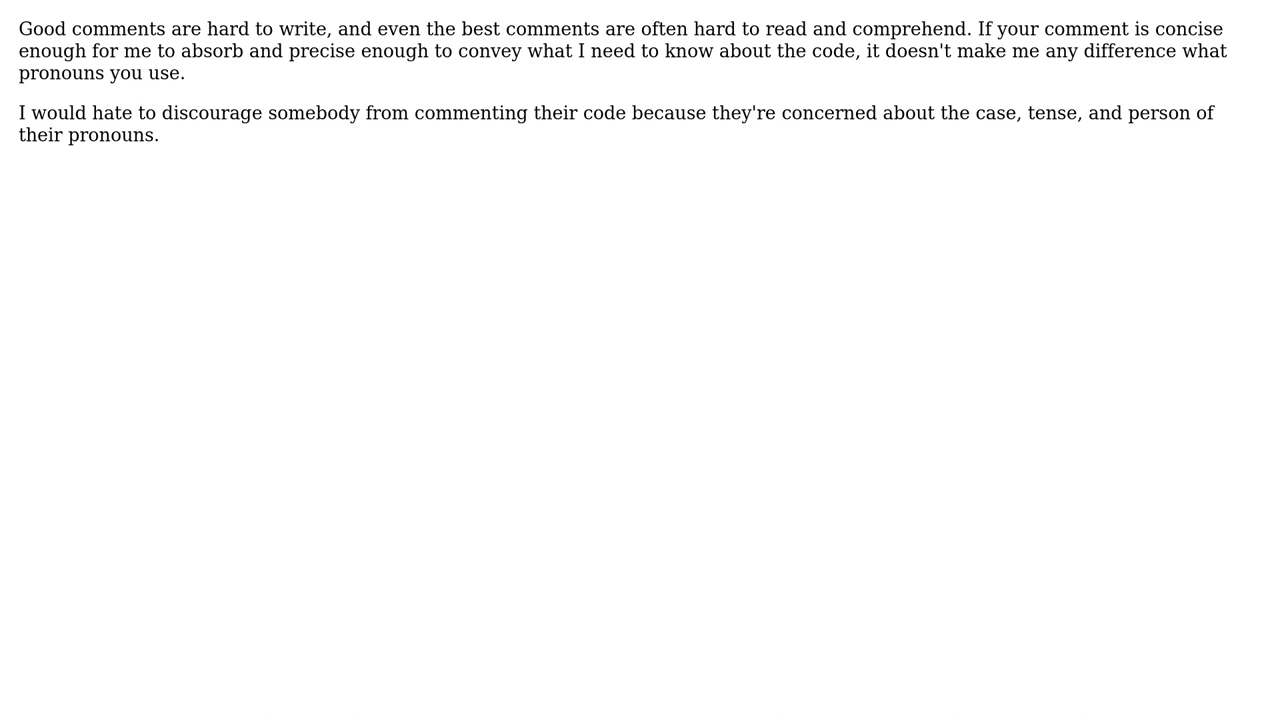 Good comments are hard to write, and even the best comments are often hard to read and comprehend. If your comment is concise
enough for me to absorb and precise enough to convey what I need to know about the code, it doesn't make me any difference what
pronouns you use.
I would hate to discourage somebody from commenting their code because they're concerned about the case, tense, and person of
their pronouns.